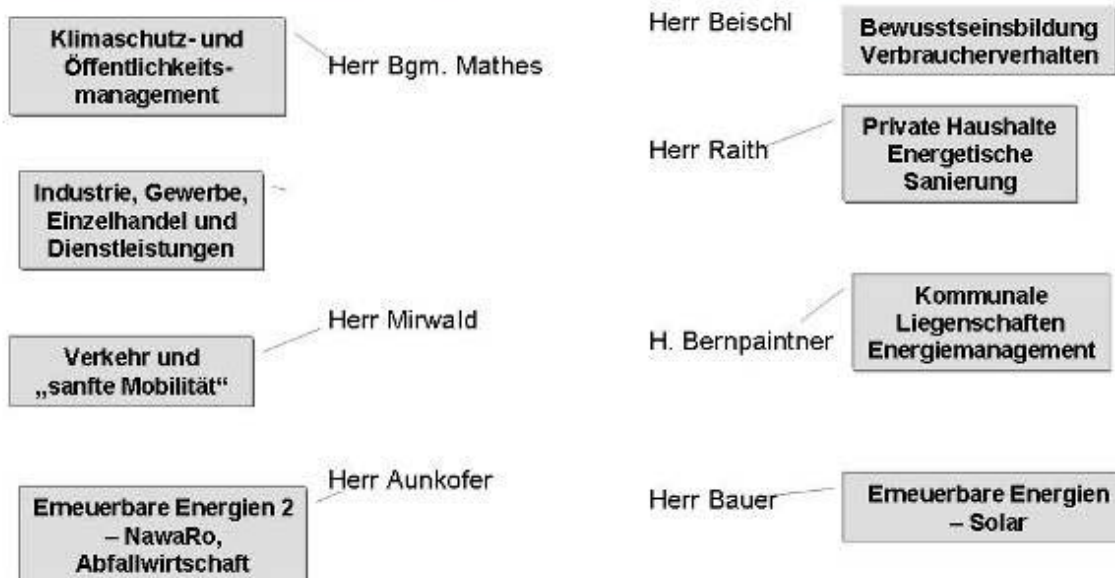 Klimaschutz- und
Öffentlichkeits-
management
Herr Bgm. Mathes
Industrie, Gewerbe,
Einzelhandel und
Dienstleistungen
Herr Mirwald
Verkehr und
„sanfte Mobilität“
Herr Aunkofer
Erneuerbare Energien 2
– NawaRo,
Abfallwirtschaft
Herr Beischl
Bewusstseinsbildung
Verbraucherverhalten
Herr Raith
Private Haushalte
Energetische
Sanierung
H. Bernpaintner
Kommunale
Liegenschaften
Energiemanagement
Herr Bauer
Erneuerbare Energien
– Solar